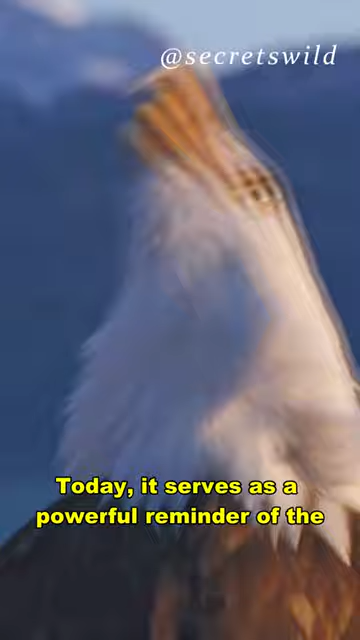 @secretswild
Today, it serves as a
powerful reminder of the